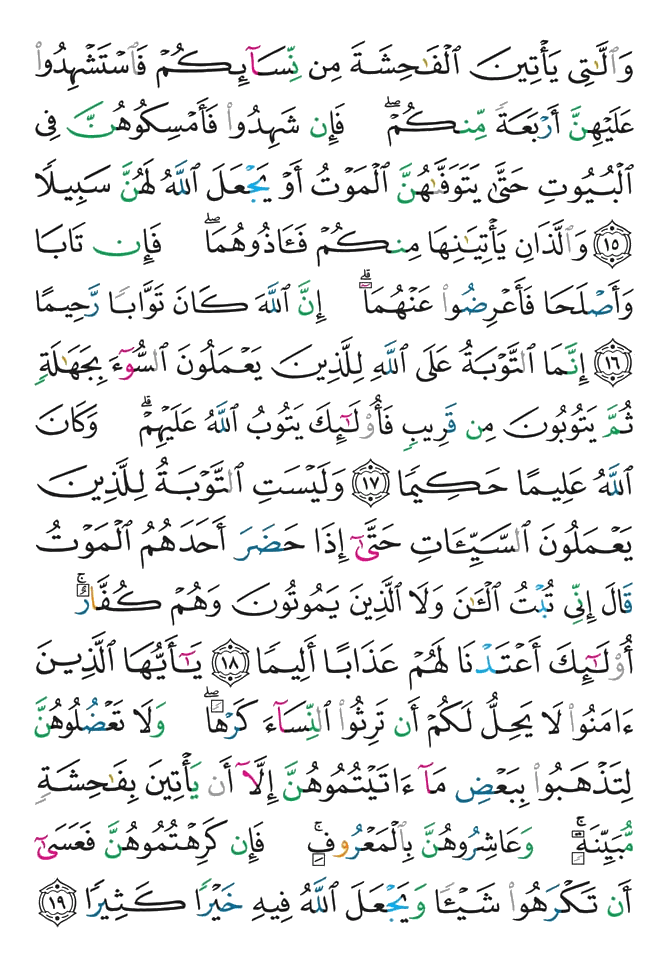 وَٱلَّٰتِى يَأْتِينَ ٱلْفَٰحِشَةَ مِن نِّسَآئِكُمْ فَٱسْتَشْهِدُوا۟
عَلَيْهِنَّ أَرْبَعَةً مِّنكُمْ ۖ فَإِن شَهِدُوا۟ فَأَمْسِكُوهُنَّ فِى
ٱلْبُيُوتِ حَتَّىٰ يَتَوَفَّىٰهُنَّ ٱلْمَوْتُ أَوْ يَجْعَلَ ٱللَّهُ لَهُنَّ سَبِيلًا
١٥ وَٱلَّذَانِ يَأْتِيَٰنِهَا مِنكُمْ فَـَٔاذُوهُمَا ۖ فَإِن تَابَا
وَأَصْلَحَا فَأَعْرِضُوا۟ عَنْهُمَآ ۗ إِنَّ ٱللَّهَ كَانَ تَوَّابًا رَّحِيمًا
١٦ إِنَّمَا ٱلتَّوْبَةُ عَلَى ٱللَّهِ لِلَّذِينَ يَعْمَلُونَ ٱلسُّوٓءَ بِجَهَٰلَةٍ
ثُمَّ يَتُوبُونَ مِن قَرِيبٍ فَأُو۟لَٰٓئِكَ يَتُوبُ ٱللَّهُ عَلَيْهِمْ ۗ وَكَانَ
ٱللَّهُ عَلِيمًا حَكِيمًا ١٧ وَلَيْسَتِ ٱلتَّوْبَةُ لِلَّذِينَ
يَعْمَلُونَ ٱلسَّيِّـَٔاتِ حَتَّىٰٓ إِذَا حَضَرَ أَحَدَهُمُ ٱلْمَوْتُ
قَالَ إِنِّى تُبْتُ ٱلْـَٰٔنَ وَلَا ٱلَّذِينَ يَمُوتُونَ وَهُمْ كُفَّارٌ ۚ
أُو۟لَٰٓئِكَ أَعْتَدْنَا لَهُمْ عَذَابًا أَلِيمًا ١٨ يَٰٓأَيُّهَا ٱلَّذِينَ
ءَامَنُوا۟ لَا يَحِلُّ لَكُمْ أَن تَرِثُوا۟ ٱلنِّسَآءَ كَرْهًا ۖ وَلَا تَعْضُلُوهُنَّ
لِتَذْهَبُوا۟ بِبَعْضِ مَآ ءَاتَيْتُمُوهُنَّ إِلَّآ أَن يَأْتِينَ بِفَٰحِشَةٍ
مُّبَيِّنَةٍ ۚ وَعَاشِرُوهُنَّ بِٱلْمَعْرُوفِ ۚ فَإِن كَرِهْتُمُوهُنَّ فَعَسَىٰٓ
أَن تَكْرَهُوا۟ شَيْـًٔا وَيَجْعَلَ ٱللَّهُ فِيهِ خَيْرًا كَثِيرًا ١٩